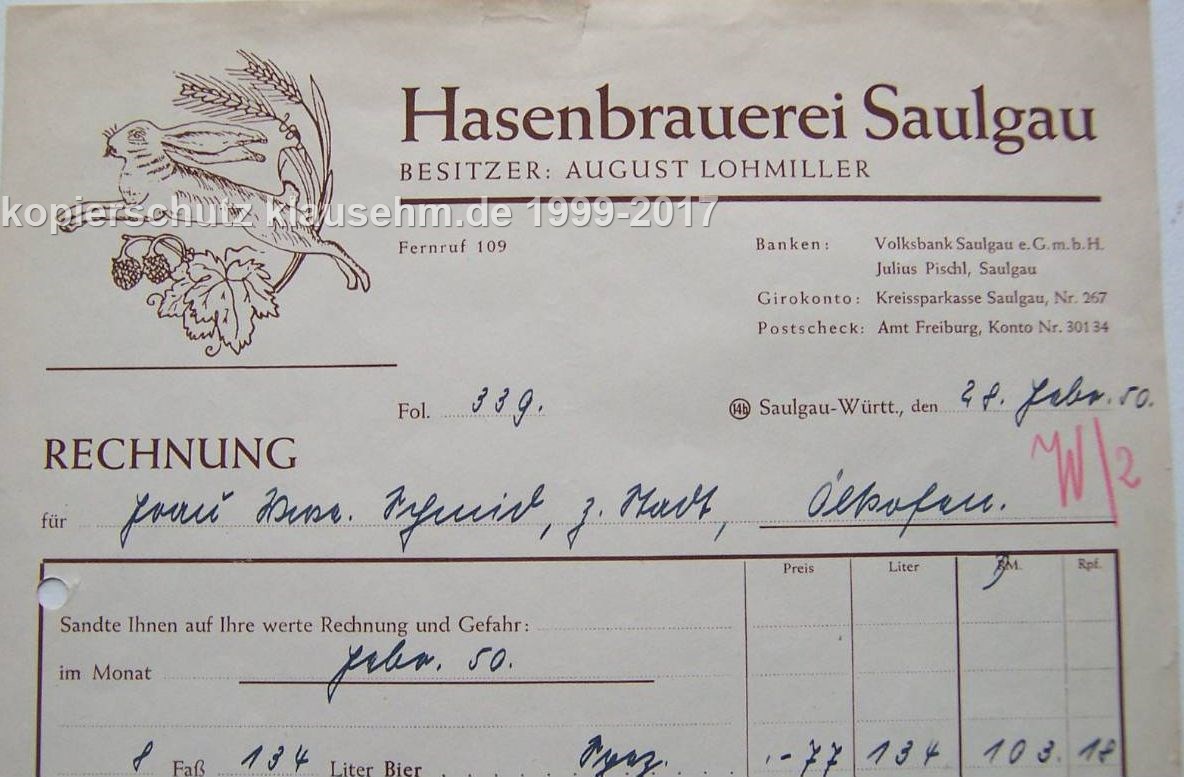 Hasenbrauerei Saulgau
BESITZER: AUGUST LOHMILLER
kopierschutz klausehm.de 1999-2017
Fernruf 109
Banken: Volksbank Saulgau e.G.m.b.H.
Julius Pischl, Saulgau
Girokonto: Kreissparkasse Saulgau, Nr. 267
Postscheck: Amt Freiburg, Konto Nr. 30134
Fol. 339. 14b Saulgau-Württ., den 28. Febr. 50.
RECHNUNG
W/2
für Frau Wwe. Schmid, z. Stadt, Ölkofen.
Preis Liter RM. Rpf.
Sandte Ihnen auf Ihre werte Rechnung und Gefahr:
im Monat Febr. 50.
8 Faß 134 Liter Bier -77 134 103. 18